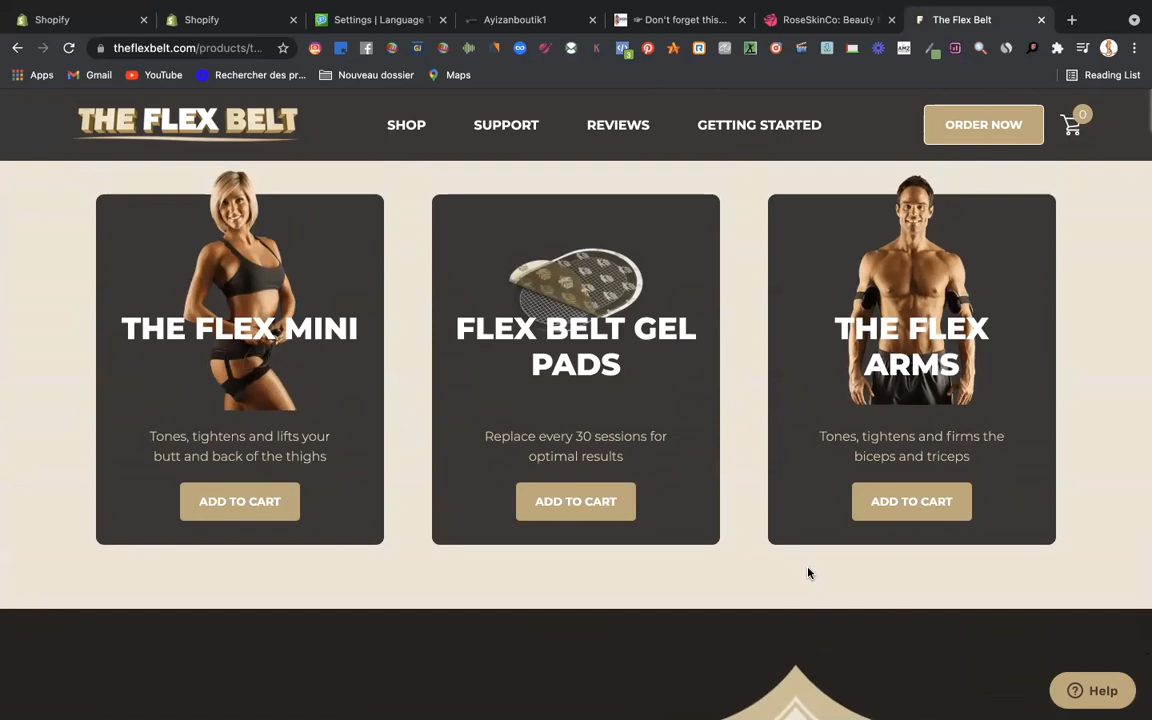 Shopify
Shopify
Settings | Language T
Ayizanboutik1
☞ Don't forget this...
RoseSkinCo: Beauty M
The Flex Belt
theflexbelt.com/products/t...
Apps
Gmail
YouTube
Rechercher des pr...
Nouveau dossier
Maps
Reading List
THE FLEX BELT
SHOP
SUPPORT
REVIEWS
GETTING STARTED
ORDER NOW
0
THE FLEX MINI
Tones, tightens and lifts your
butt and back of the thighs
ADD TO CART
FLEX BELT GEL
PADS
Replace every 30 sessions for
optimal results
ADD TO CART
THE FLEX
ARMS
Tones, tightens and firms the
biceps and triceps
ADD TO CART
Help